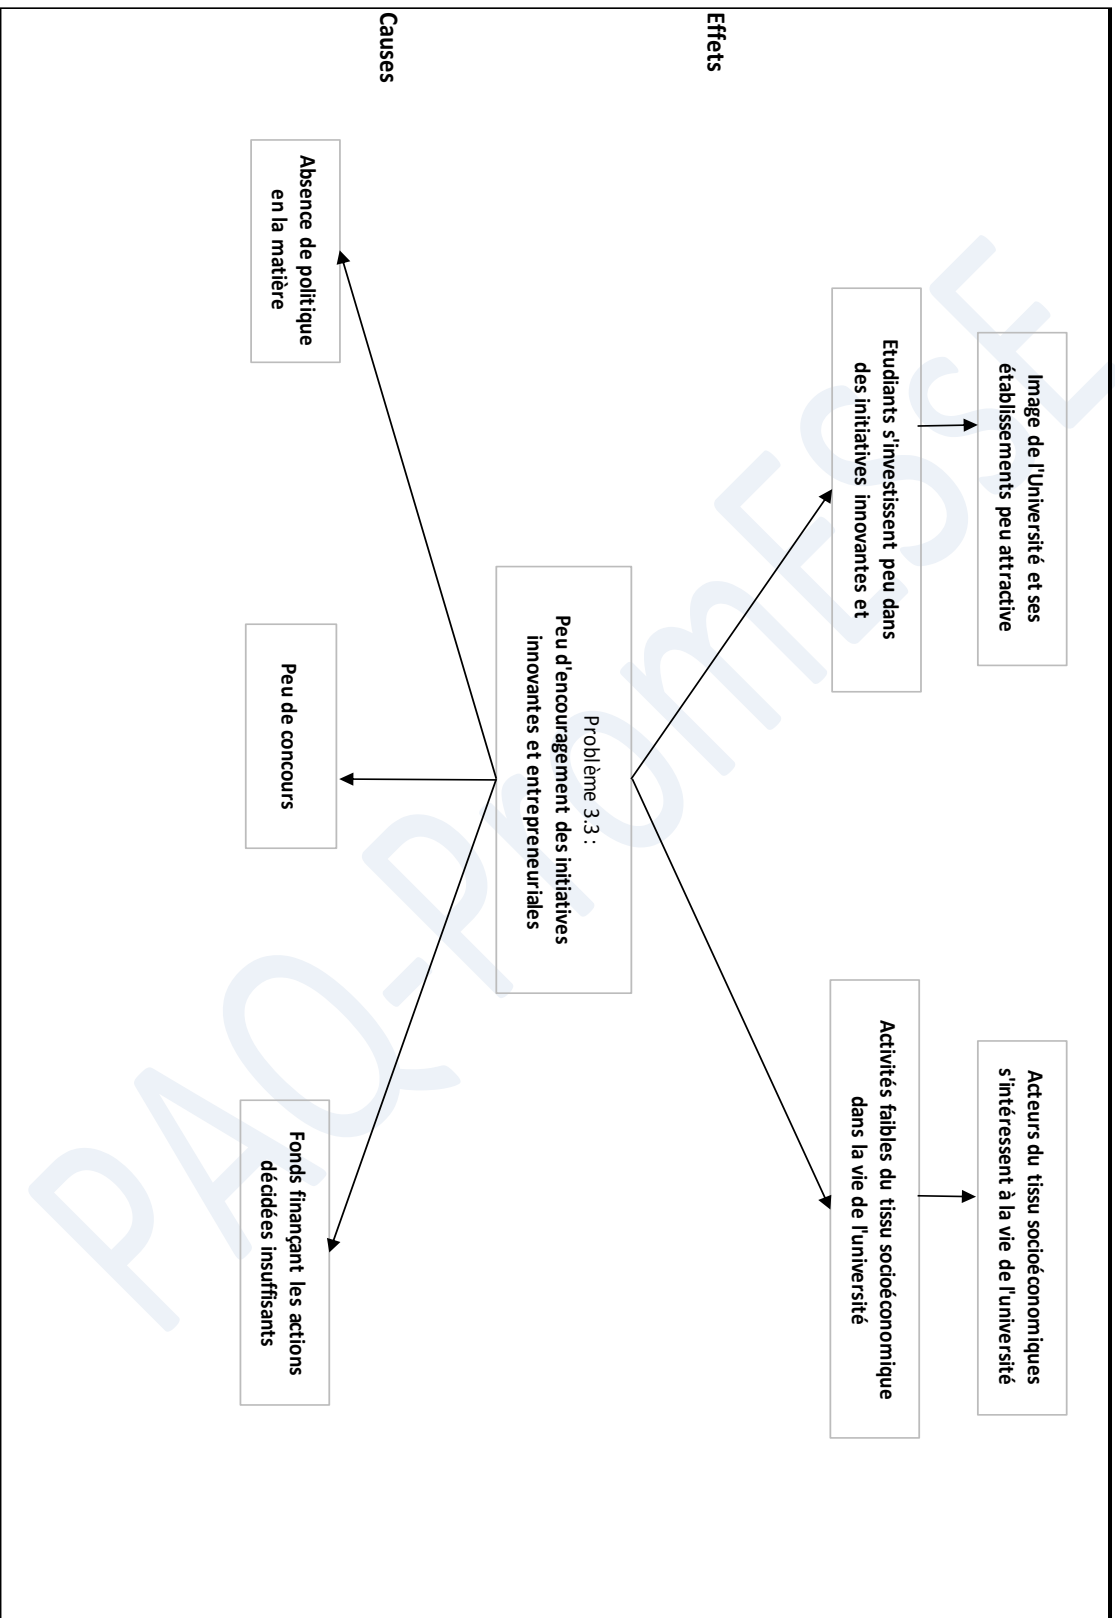 Image de l'Université et ses
établissements peu attractive
Acteurs du tissu socioéconomiques
s'intéressent à la vie de l'université
Etudiants s'investissent peu dans
des initiatives innovantes et
Activités faibles du tissu socioéconomique
dans la vie de l'université
Effets
Problème 3.3 :
Peu d'encouragement des initiatives
innovantes et entrepreneuriales
Causes
Absence de politique
en la matière
Peu de concours
Fonds finançant les actions
décidées insuffisants
PAQ-PromESSE